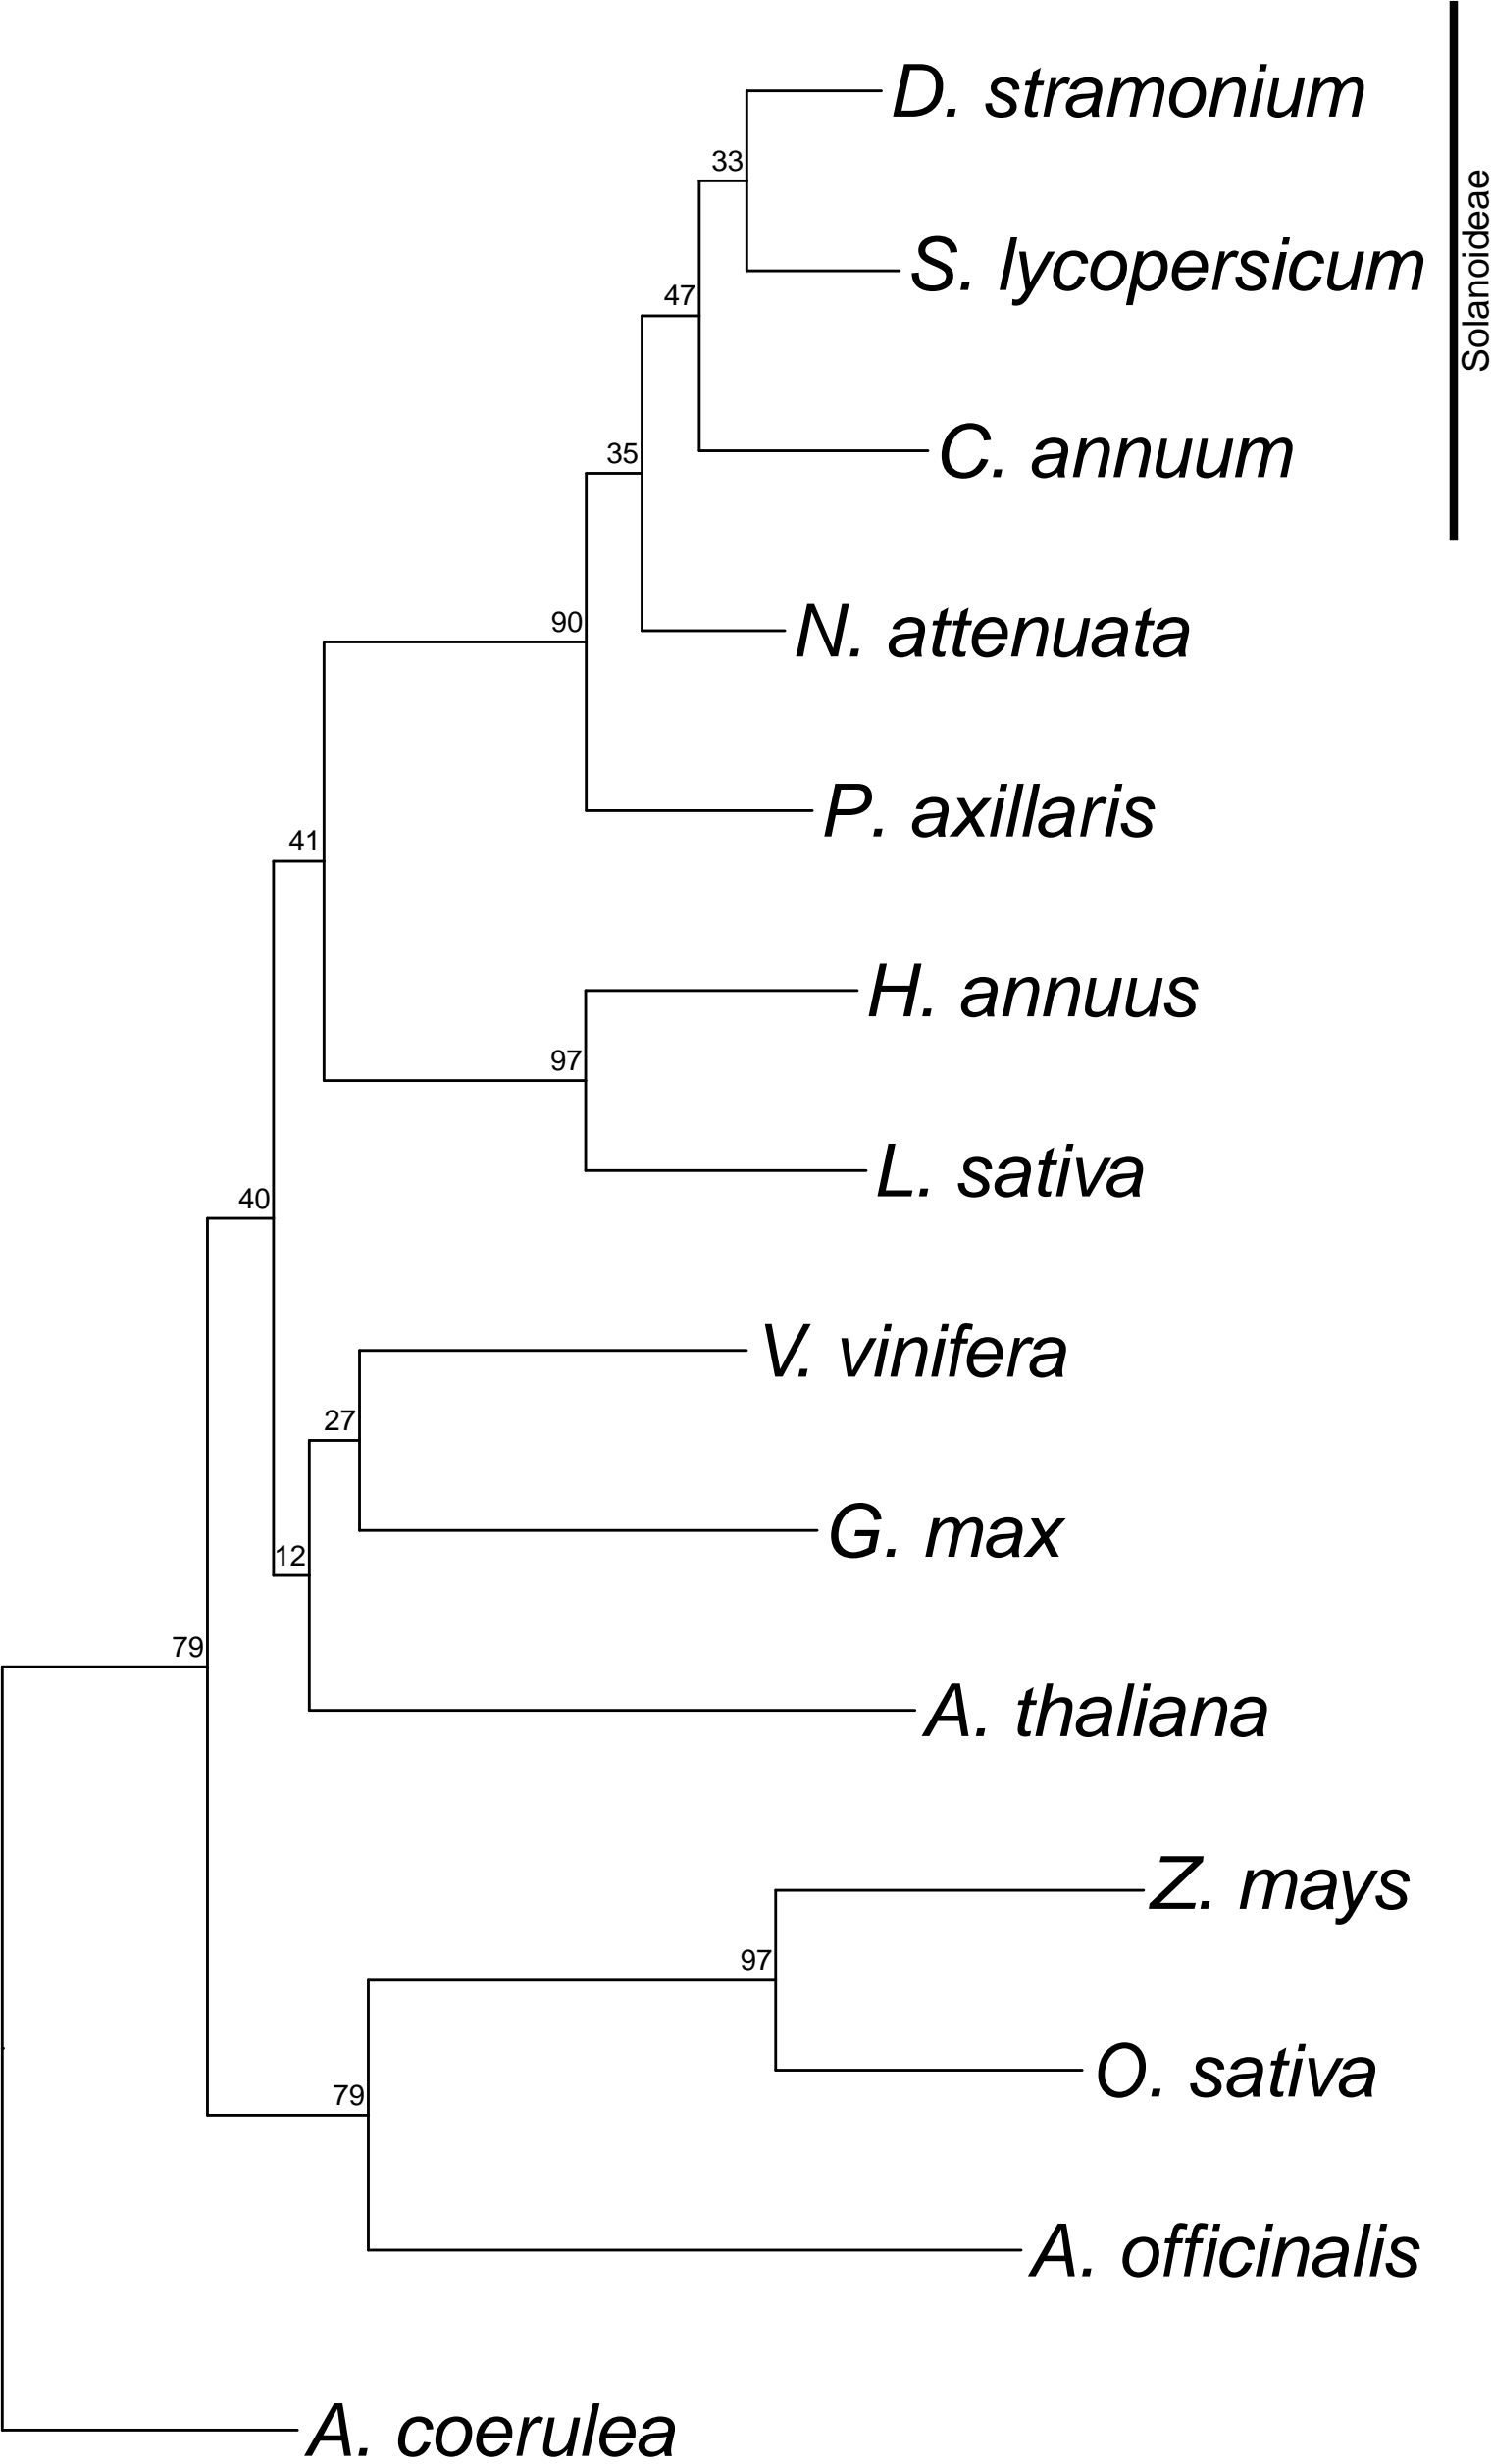 D. stramonium
33
Solanoideae
S. lycopersicum
47
C. annuum
35
N. attenuata
90
P. axillaris
41
H. annuus
97
L. sativa
40
V. vinifera
27
G. max
12
A. thaliana
79
Z. mays
97
O. sativa
79
A. officinalis
A. coerulea